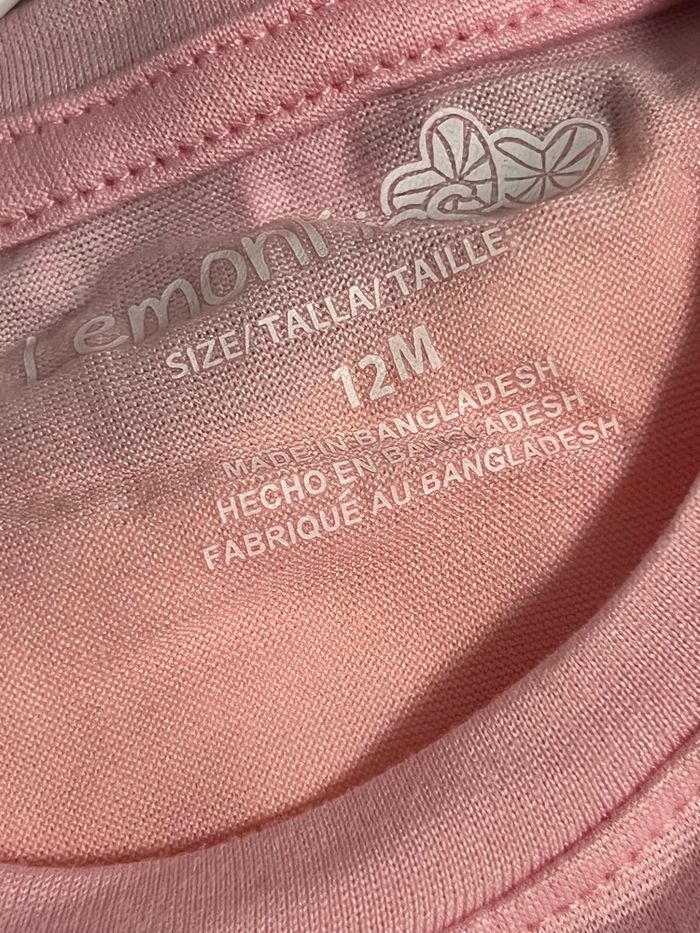 SIZE/TALLA/TAILLE
12M
MADE IN BANGLADESH
HECHO EN BANGLADESH
FABRIQUÉ AU BANGLADESH